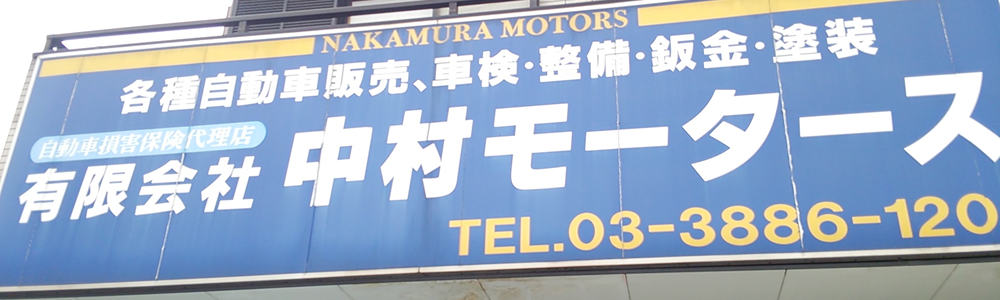 NAKAMURA MOTORS
各種自動車販売、車検・整備・鈑金・塗装
自動車損害保険代理店
有限会社 中村モータース
TEL.03-3886-120